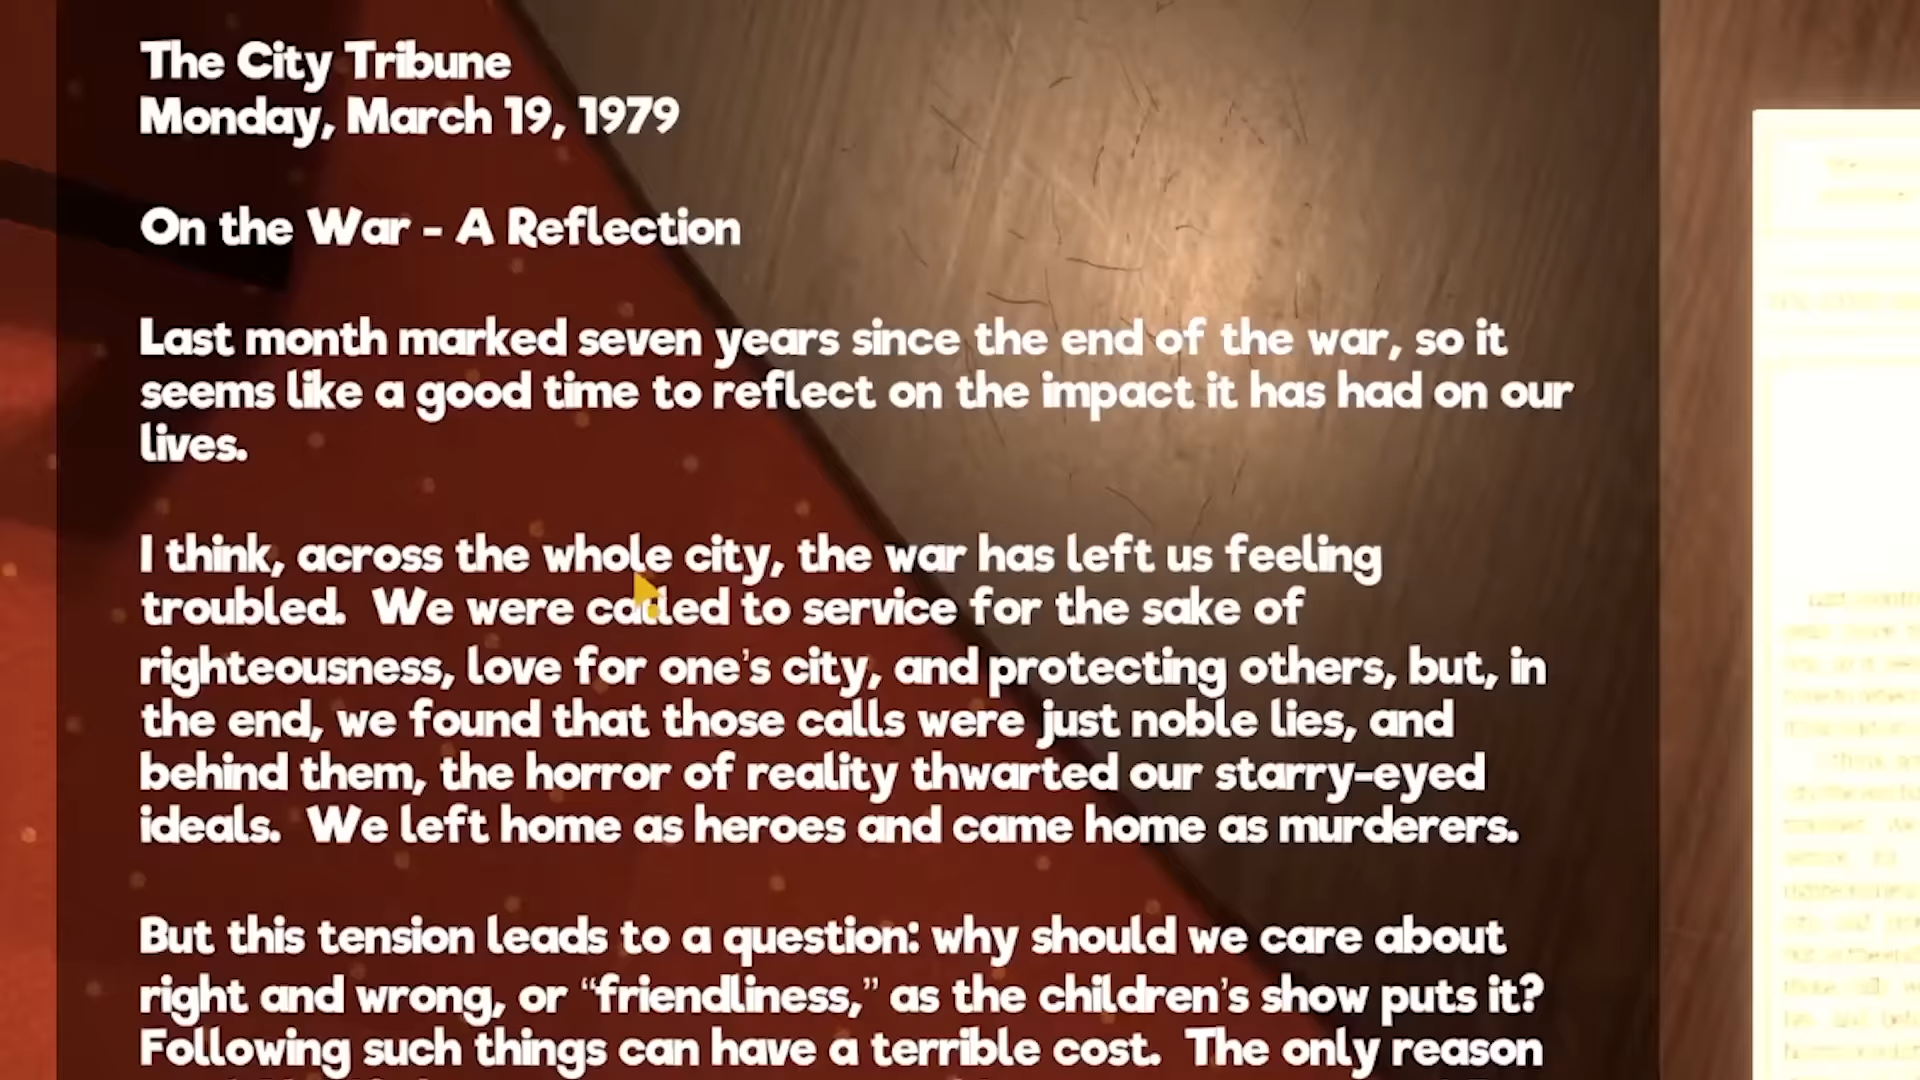 The City Tribune
Monday, March 19, 1979
On the War - A Reflection
Last month marked seven years since the end of the war, so it
seems like a good time to reflect on the impact it has had on our
lives.
I think, across the whole city, the war has left us feeling
troubled.  We were called to service for the sake of
righteousness, love for one's city, and protecting others, but, in
the end, we found that those calls were just noble lies, and
behind them, the horror of reality thwarted our starry-eyed
ideals.  We left home as heroes and came home as murderers.
But this tension leads to a question: why should we care about
right and wrong, or “friendliness,” as the children's show puts it?
Following such things can have a terrible cost.  The only reason